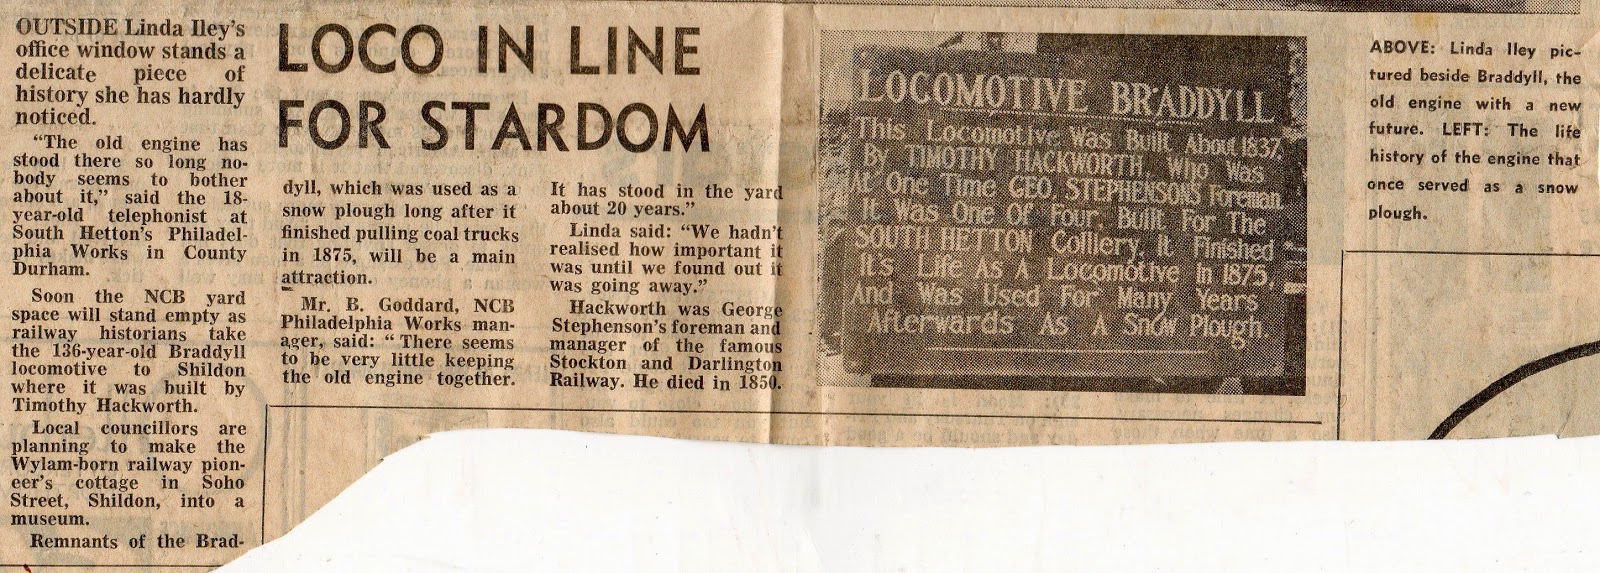 OUTSIDE Linda Iley's
office window stands a
delicate piece of
history she has hardly
noticed.
"The old engine has
stood there so long no-
body seems to bother
about it," said the 18-
year-old telephonist at
South Hetton's Philadel-
phia Works in County
Durham.
Soon the NCB yard
space will stand empty as
railway historians take
the 136-year-old Braddyll
locomotive to Shildon
where it was built by
Timothy Hackworth.
Local councillors are
planning to make the
Wylam-born railway pion-
eer's cottage in Soho
Street, Shildon, into a
museum.
Remnants of the Brad-
LOCO IN LINE
FOR STARDOM
dyll, which was used as a
snow plough long after it
finished pulling coal trucks
in 1875, will be a main
attraction.
Mr. B. Goddard, NCB
Philadelphia Works man-
ager, said: "There seems
to be very little keeping
the old engine together.
It has stood in the yard
about 20 years."
Linda said: "We hadn't
realised how important it
was until we found out it
was going away."
Hackworth was George
Stephenson's foreman and
manager of the famous
Stockton and Darlington
Railway. He died in 1850.
LOCOMOTIVE BRADDYLL
This Locomotive Was Built About 1837.
By TIMOTHY HACKWORTH. Who Was
At One Time GEO. STEPHENSONS Foreman.
It Was One Of Four Built For The
SOUTH HETTON Colliery. It Finished
It's Life As A Locomotive In 1875.
And Was Used For Many Years
Afterwards As A Snow Plough.
ABOVE: Linda Iley pic-
tured beside Braddyll, the
old engine with a new
future. LEFT: The life
history of the engine that
once served as a snow
plough.